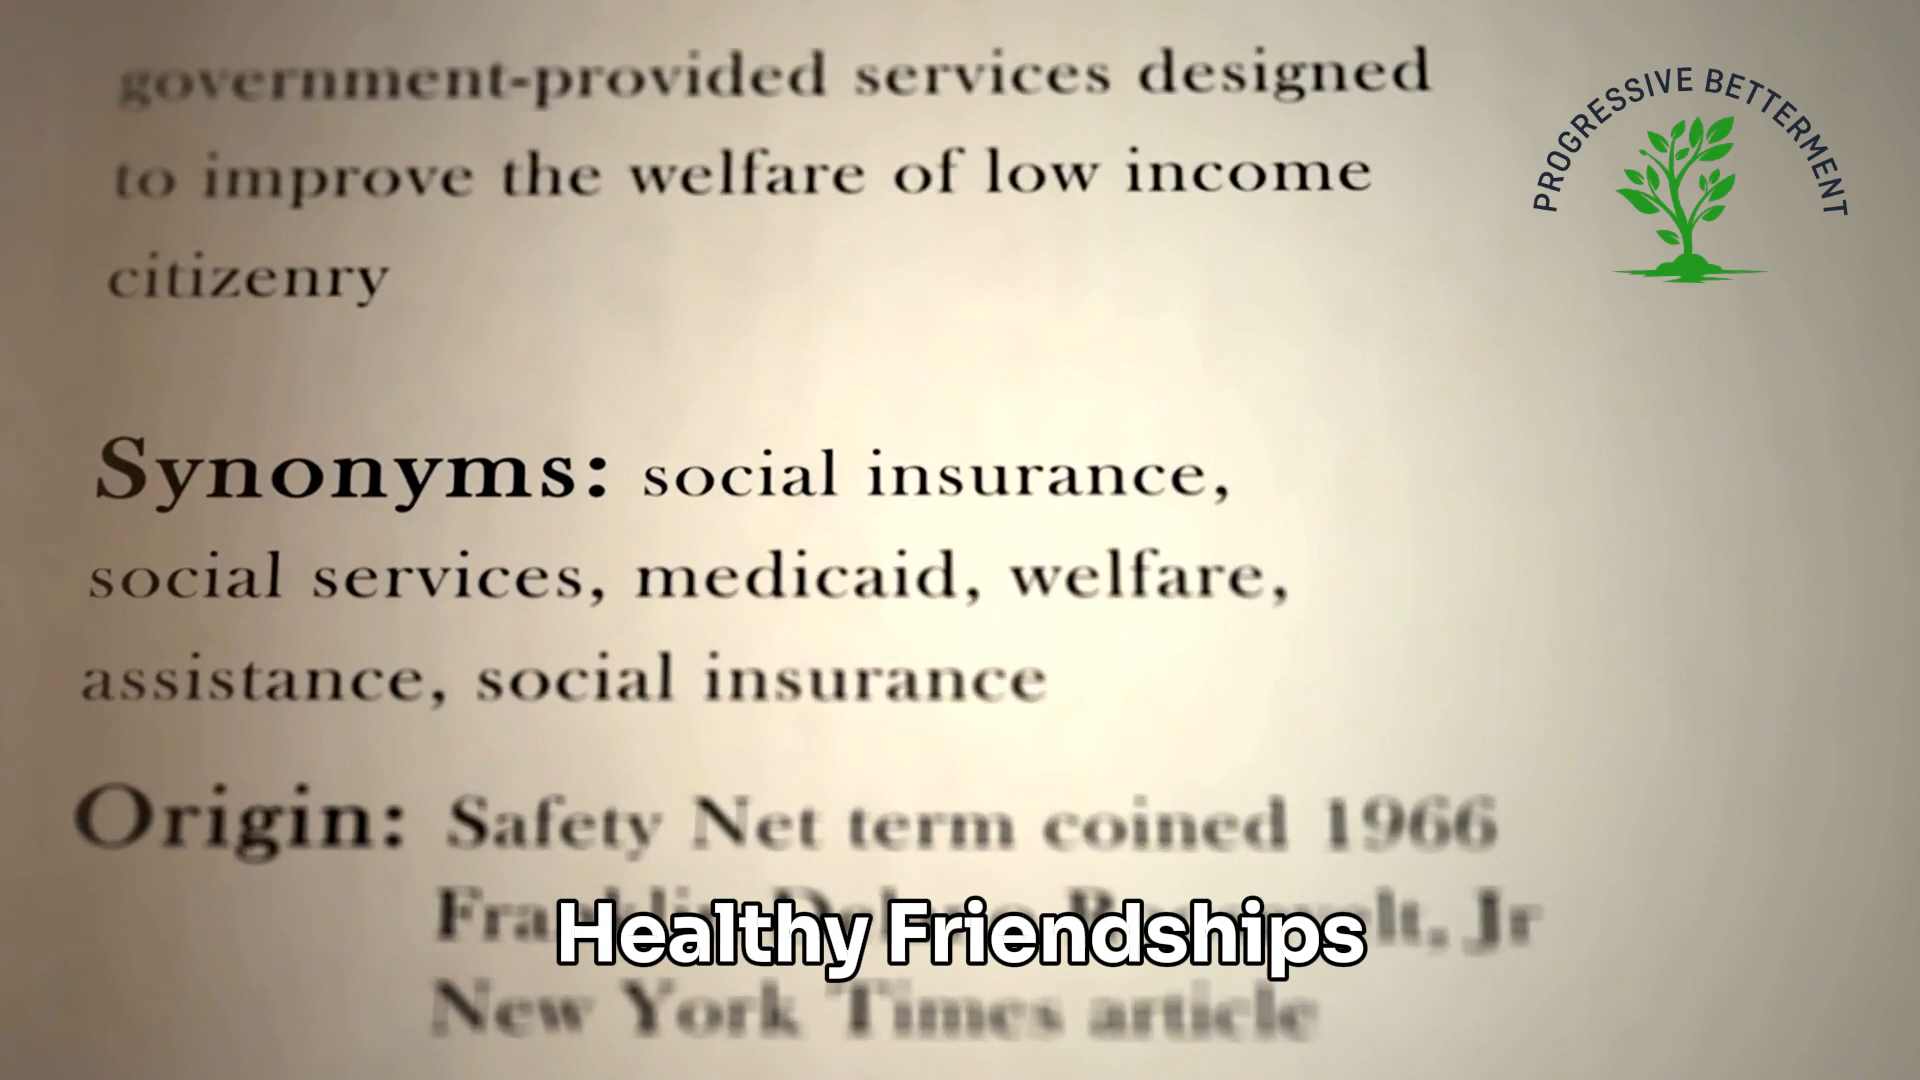 government-provided services designed
to improve the welfare of low income
citizenry
PROGRESSIVE BETTERMENT
Synonyms: social insurance,
social services, medicaid, welfare,
assistance, social insurance
Origin: Safety Net term coined 1966
Jr
Healthy Friendships
New York Times article